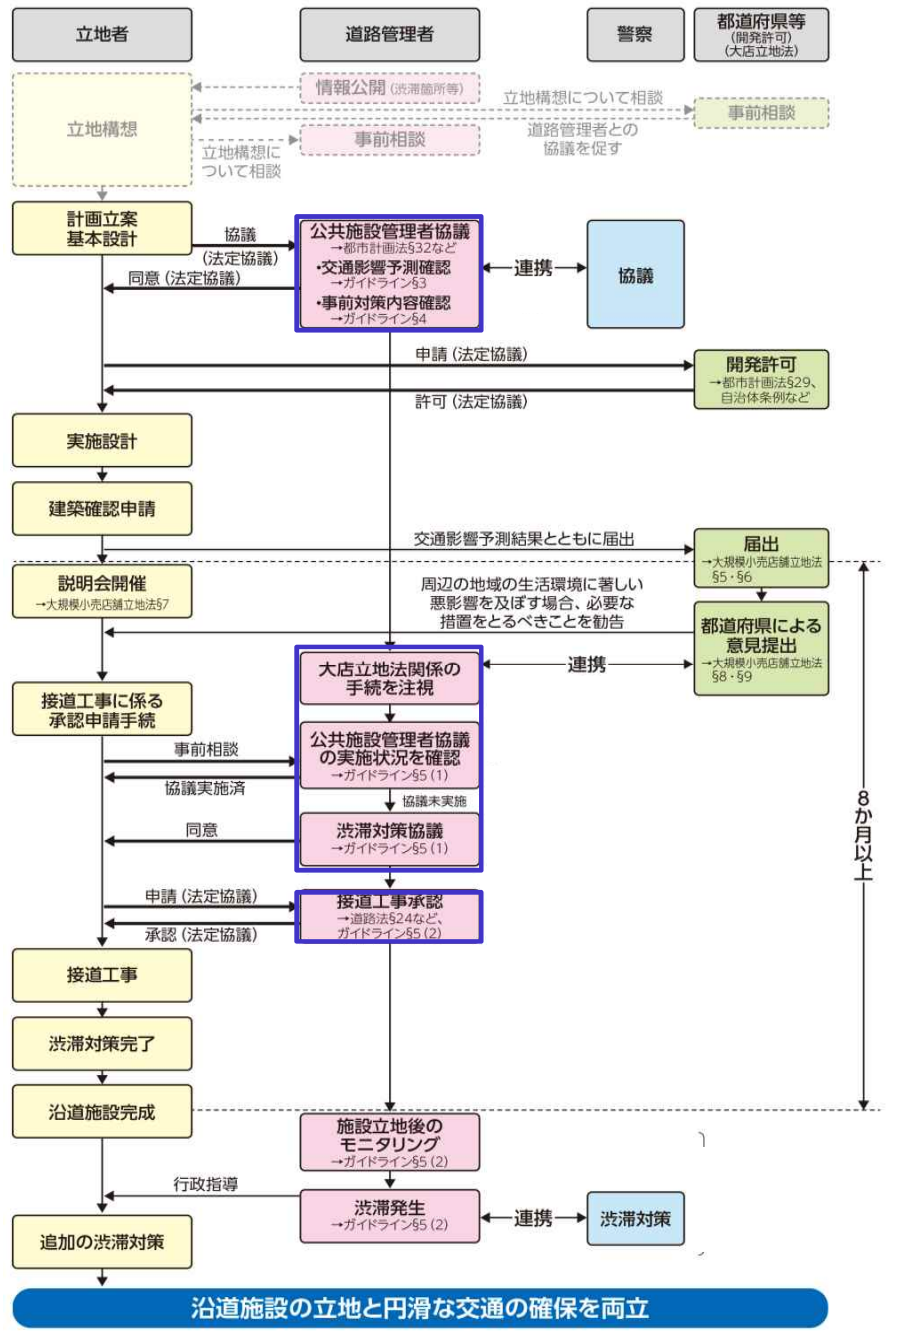 立地者
道路管理者
警察
都道府県等
(開発許可)
(大店立地法)
立地構想
情報公開 (渋滞箇所等)
立地構想について相談
事前相談
道路管理者との
協議を促す
事前相談
立地構想に
ついて相談
計画立案
基本設計
協議
(法定協議)
同意 (法定協議)
公共施設管理者協議
→都市計画法§32など
・交通影響予測確認
→ガイドライン§3
・事前対策内容確認
→ガイドライン§4
連携
協議
申請 (法定協議)
開発許可
→都市計画法§29、
自治体条例など
許可 (法定協議)
実施設計
建築確認申請
交通影響予測結果とともに届出
届出
→大規模小売店舗立地法
§5・§6
説明会開催
→大規模小売店舗立地法§7
周辺の地域の生活環境に著しい
悪影響を及ぼす場合、必要な
措置をとるべきことを勧告
都道府県による
意見提出
→大規模小売店舗立地法
§8・§9
大店立地法関係の
手続を注視
連携
接道工事に係る
承認申請手続
事前相談
協議実施済
公共施設管理者協議
の実施状況を確認
→ガイドライン§5 (1)
協議未実施
同意
渋滞対策協議
→ガイドライン§5 (1)
8か月以上
申請 (法定協議)
承認 (法定協議)
接道工事承認
→道路法§24など、
ガイドライン§5 (2)
接道工事
渋滞対策完了
沿道施設完成
施設立地後の
モニタリング
→ガイドライン§5 (2)
行政指導
渋滞発生
→ガイドライン§5 (2)
連携
渋滞対策
追加の渋滞対策
沿道施設の立地と円滑な交通の確保を両立